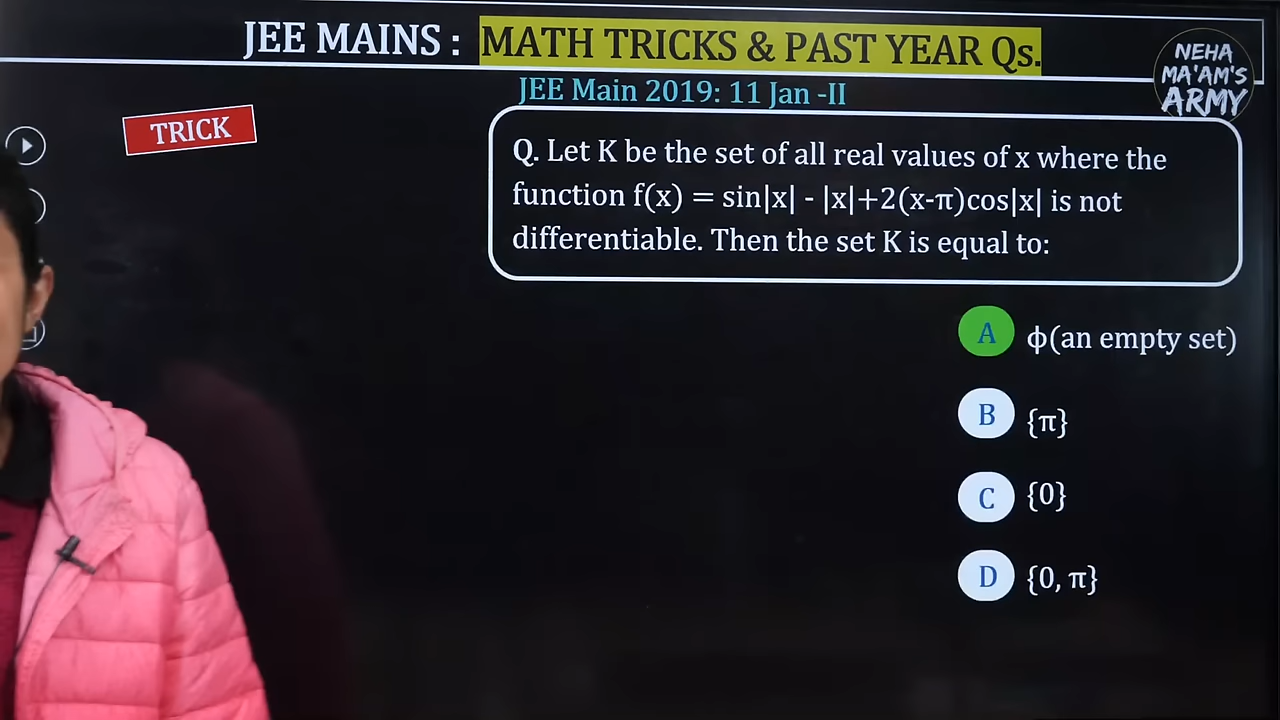 JEE MAINS : MATH TRICKS & PAST YEAR Qs.
NEHA
MA'AM'S
ARMY
JEE Main 2019: 11 Jan -II
TRICK
Q. Let K be the set of all real values of x where the
function f(x) = sin|x| - |x|+2(x-π)cos|x| is not
differentiable. Then the set K is equal to:
A ϕ(an empty set)
B {π}
C {0}
D {0, π}